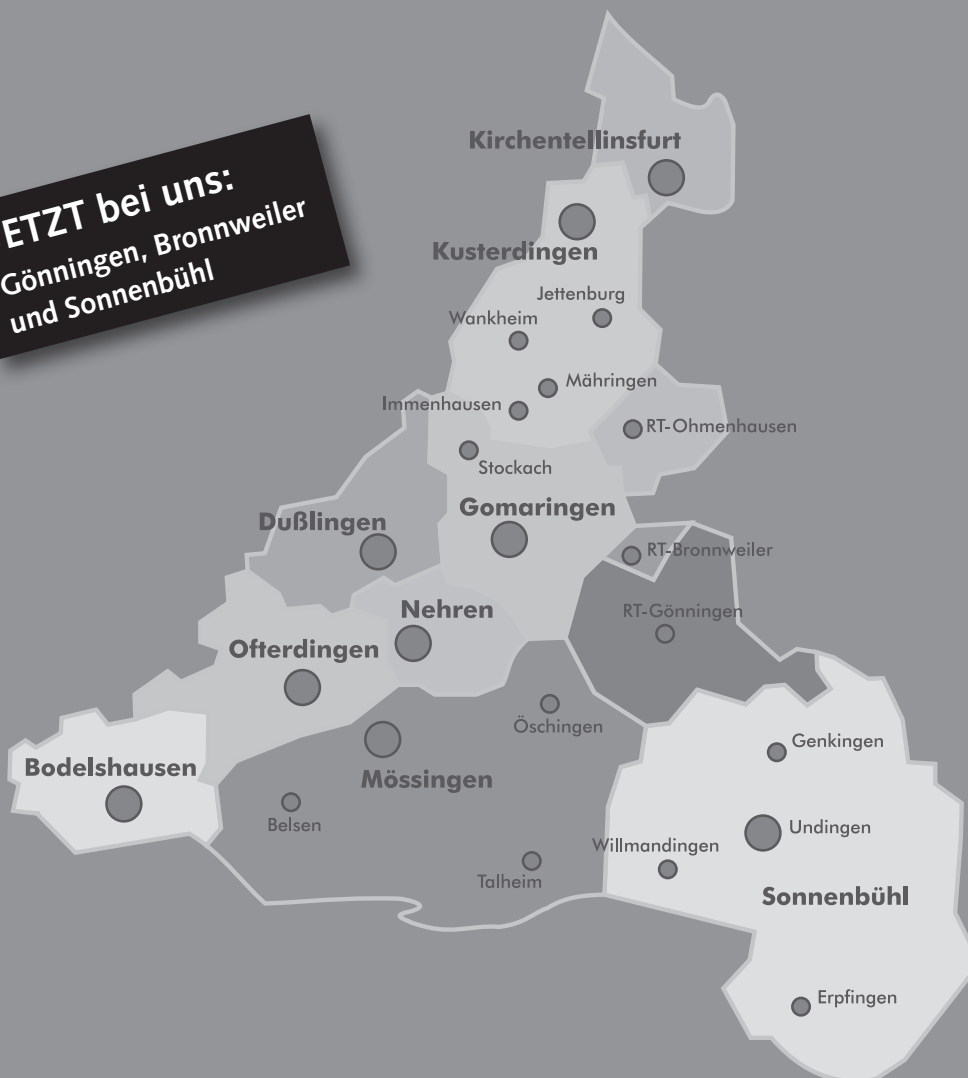 ETZT bei uns:
Gönningen, Bronnweiler
und Sonnenbühl
Kirchentellinsfurt
Kusterdingen
Jettenburg
Wankheim
Mähringen
Immenhausen
RT-Ohmenhausen
Stockach
Gomaringen
Dußlingen
RT-Bronnweiler
Nehren
RT-Gönningen
Ofterdingen
Öschingen
Genkingen
Bodelshausen
Mössingen
Belsen
Undingen
Willmandingen
Talheim
Sonnenbühl
Erpfingen